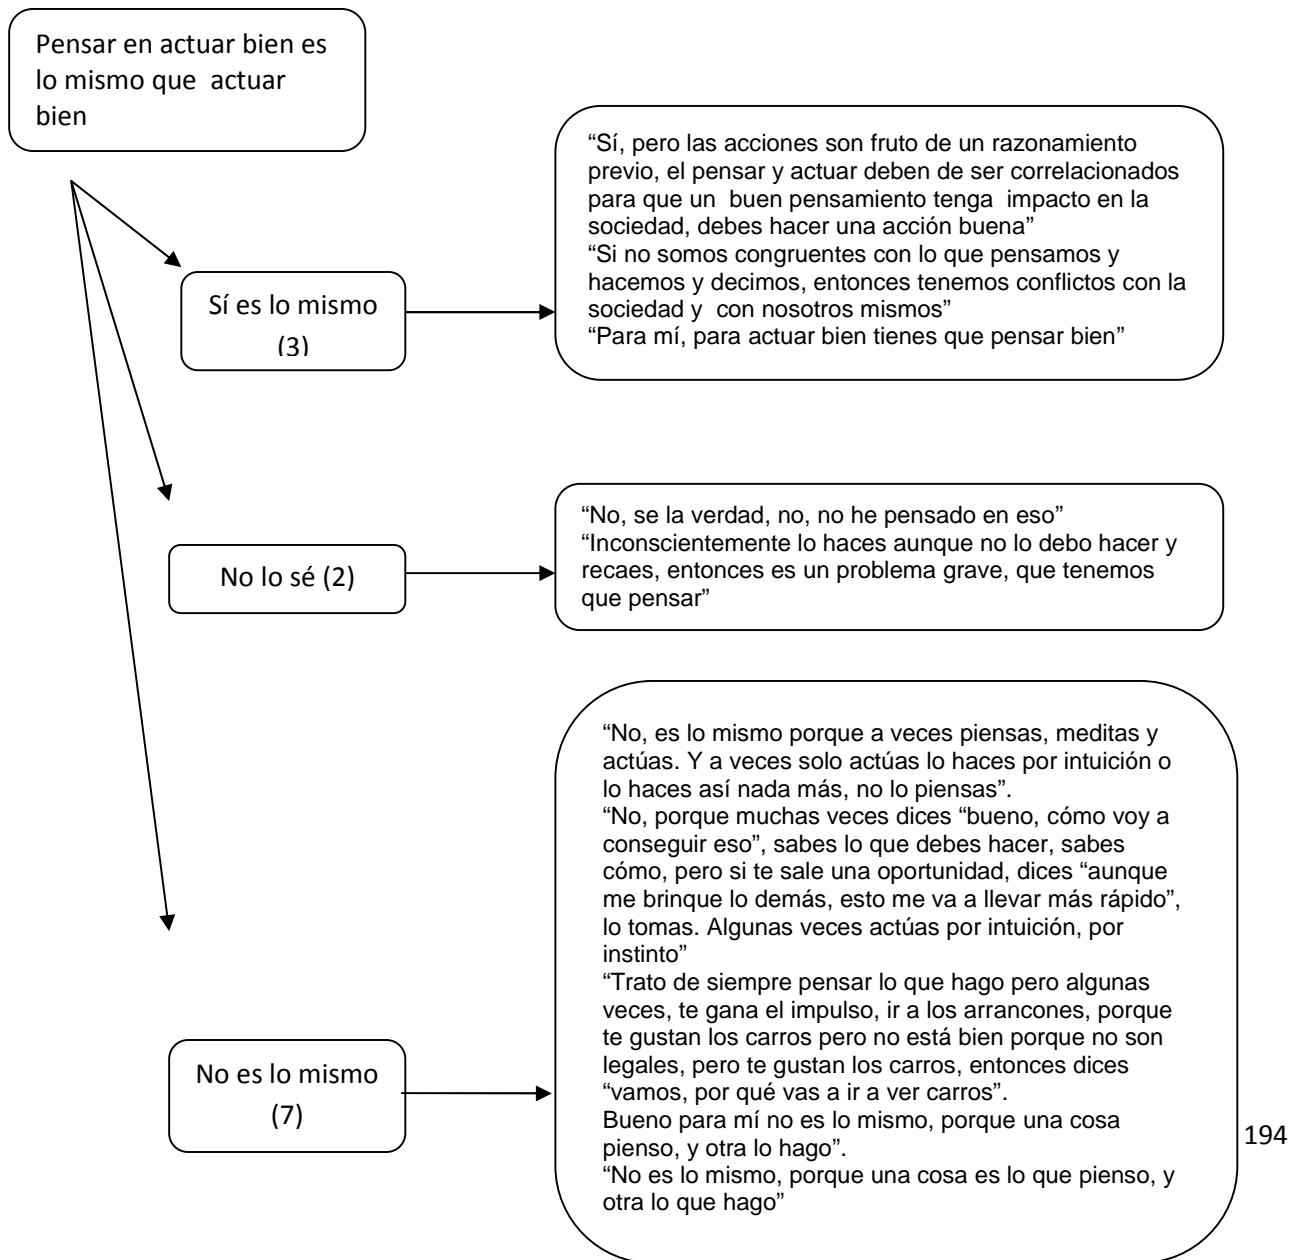 Pensar en actuar bien es
lo mismo que actuar
bien
“Sí, pero las acciones son fruto de un razonamiento
previo, el pensar y actuar deben de ser correlacionados
para que un buen pensamiento tenga impacto en la
sociedad, debes hacer una acción buena”
“Si no somos congruentes con lo que pensamos y
hacemos y decimos, entonces tenemos conflictos con la
sociedad y con nosotros mismos”
“Para mí, para actuar bien tienes que pensar bien”
Sí es lo mismo
(3)
“No, se la verdad, no, no he pensado en eso”
“Inconscientemente lo haces aunque no lo debo hacer y
recaes, entonces es un problema grave, que tenemos
que pensar”
No lo sé (2)
“No, es lo mismo porque a veces piensas, meditas y
actúas. Y a veces solo actúas lo haces por intuición o
lo haces así nada más, no lo piensas”.
“No, porque muchas veces dices “bueno, cómo voy a
conseguir eso”, sabes lo que debes hacer, sabes
cómo, pero si te sale una oportunidad, dices “aunque
me brinque lo demás, esto me va a llevar más rápido”,
lo tomas. Algunas veces actúas por intuición, por
instinto”
“Trato de siempre pensar lo que hago pero algunas
veces, te gana el impulso, ir a los arrancones, porque
te gustan los carros pero no está bien porque no son
legales, pero te gustan los carros, entonces dices
“vamos, por qué vas a ir a ver carros”.
Bueno para mí no es lo mismo, porque una cosa
pienso, y otra lo hago”.
“No es lo mismo, porque una cosa es lo que pienso, y
otra lo que hago”
No es lo mismo
(7)
194